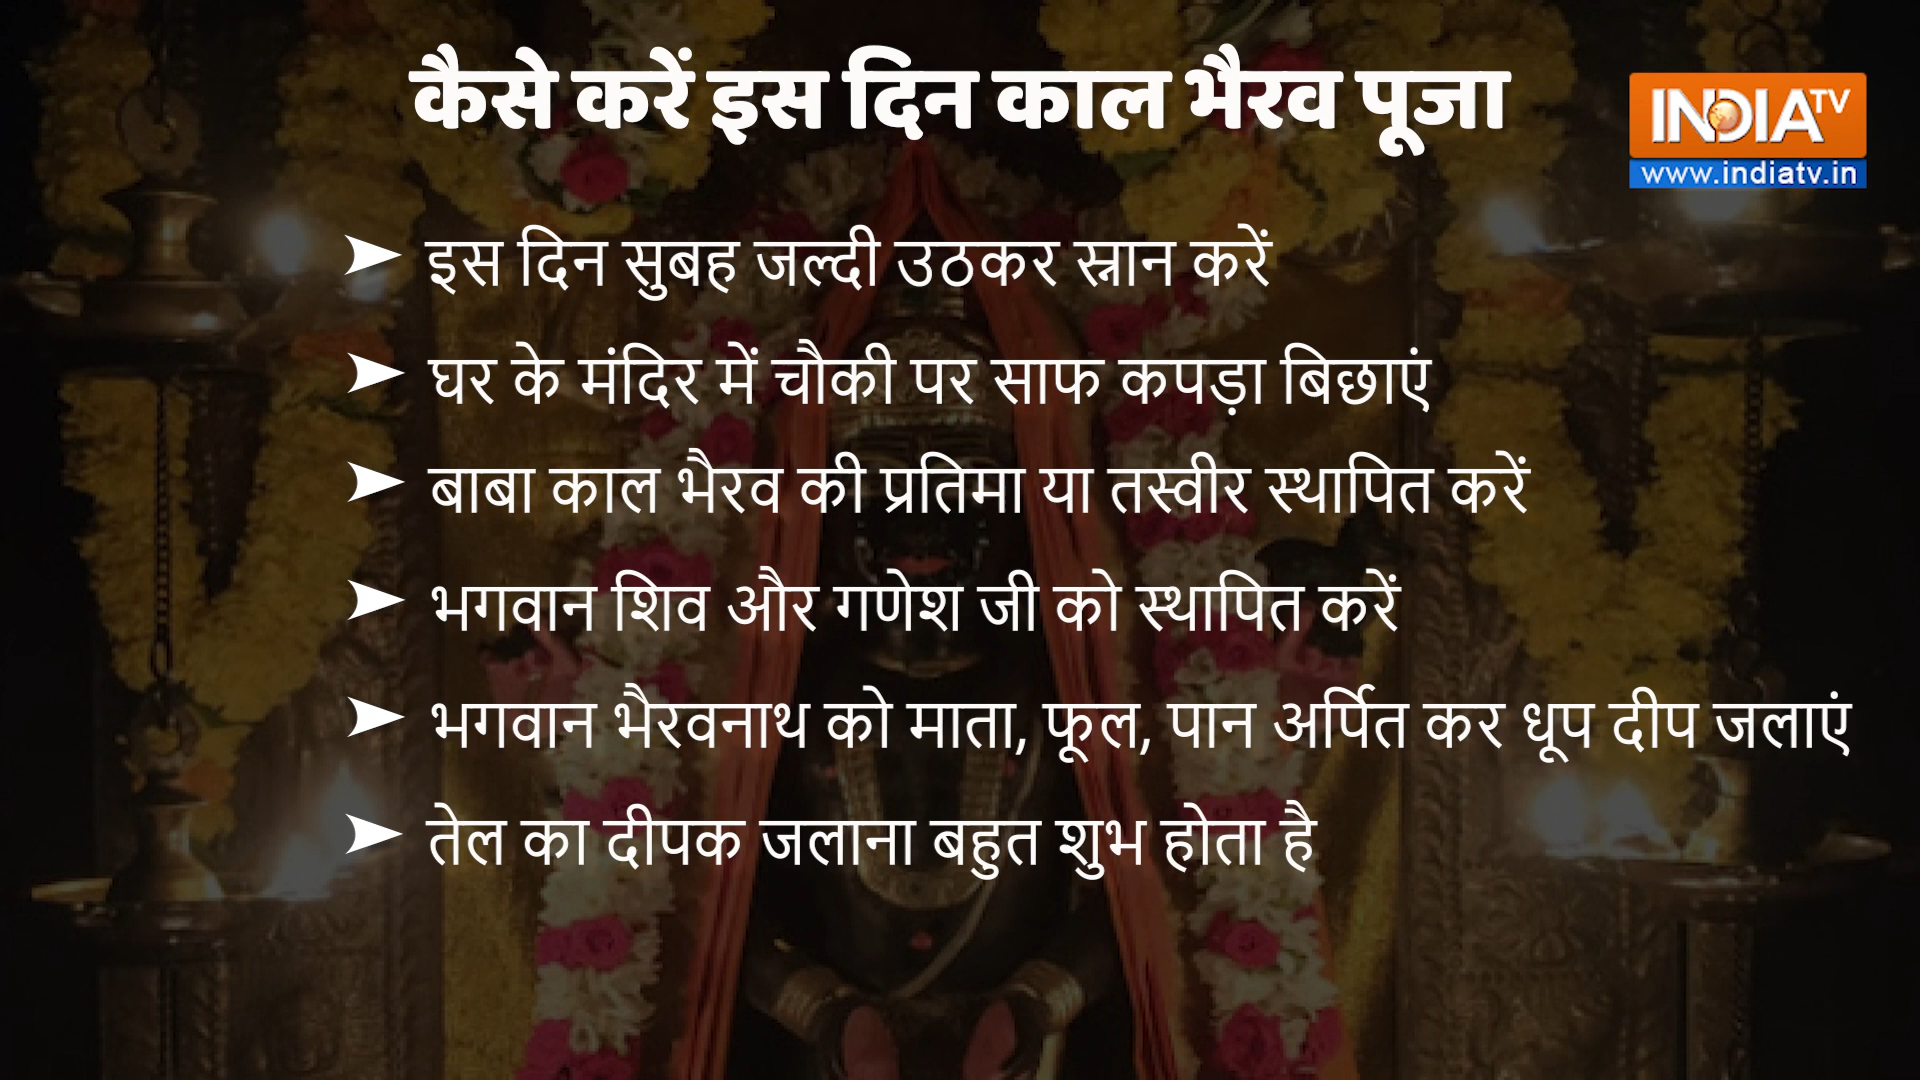 कैसे करें इस दिन काल भैरव पूजा
INDIA TV
www.indiatv.in
➤ इस दिन सुबह जल्दी उठकर स्नान करें
➤ घर के मंदिर में चौकी पर साफ कपड़ा बिछाएं
➤ बाबा काल भैरव की प्रतिमा या तस्वीर स्थापित करें
➤ भगवान शिव और गणेश जी को स्थापित करें
➤ भगवान भैरवनाथ को माता, फूल, पान अर्पित कर धूप दीप जलाएं
➤ तेल का दीपक जलाना बहुत शुभ होता है